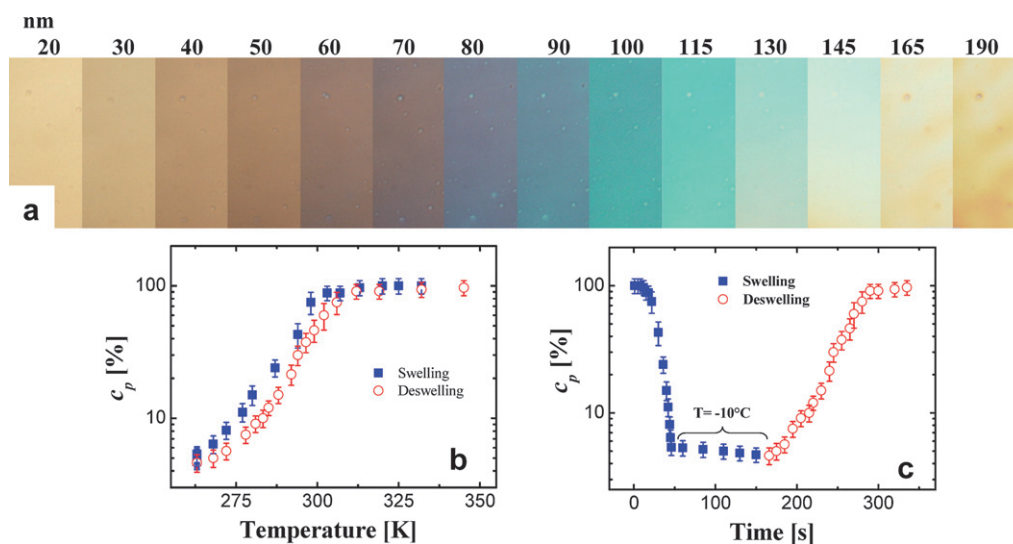 nm
20 30 40 50 60 70 80 90 100 115 130 145 165 190
a
100
10
c_p [%]
Swelling
Deswelling
b
275 300 325 350
Temperature [K]
100
10
c_p [%]
Swelling
Deswelling
T= -10°C
c
0 100 200 300
Time [s]